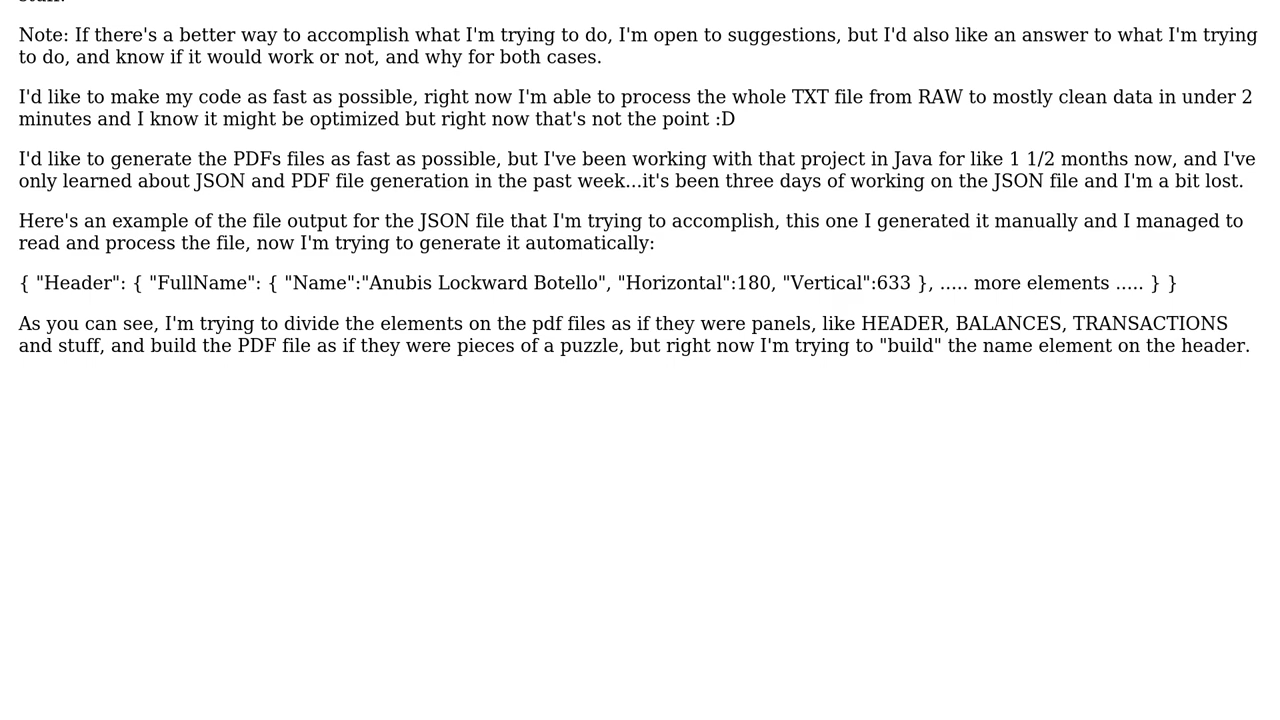 Note: If there's a better way to accomplish what I'm trying to do, I'm open to suggestions, but I'd also like an answer to what I'm trying
to do, and know if it would work or not, and why for both cases.
I'd like to make my code as fast as possible, right now I'm able to process the whole TXT file from RAW to mostly clean data in under 2
minutes and I know it might be optimized but right now that's not the point :D
I'd like to generate the PDFs files as fast as possible, but I've been working with that project in Java for like 1 1/2 months now, and I've
only learned about JSON and PDF file generation in the past week...it's been three days of working on the JSON file and I'm a bit lost.
Here's an example of the file output for the JSON file that I'm trying to accomplish, this one I generated it manually and I managed to
read and process the file, now I'm trying to generate it automatically:
{ "Header": { "FullName": { "Name":"Anubis Lockward Botello", "Horizontal":180, "Vertical":633 }, ..... more elements ..... } }
As you can see, I'm trying to divide the elements on the pdf files as if they were panels, like HEADER, BALANCES, TRANSACTIONS
and stuff, and build the PDF file as if they were pieces of a puzzle, but right now I'm trying to "build" the name element on the header.